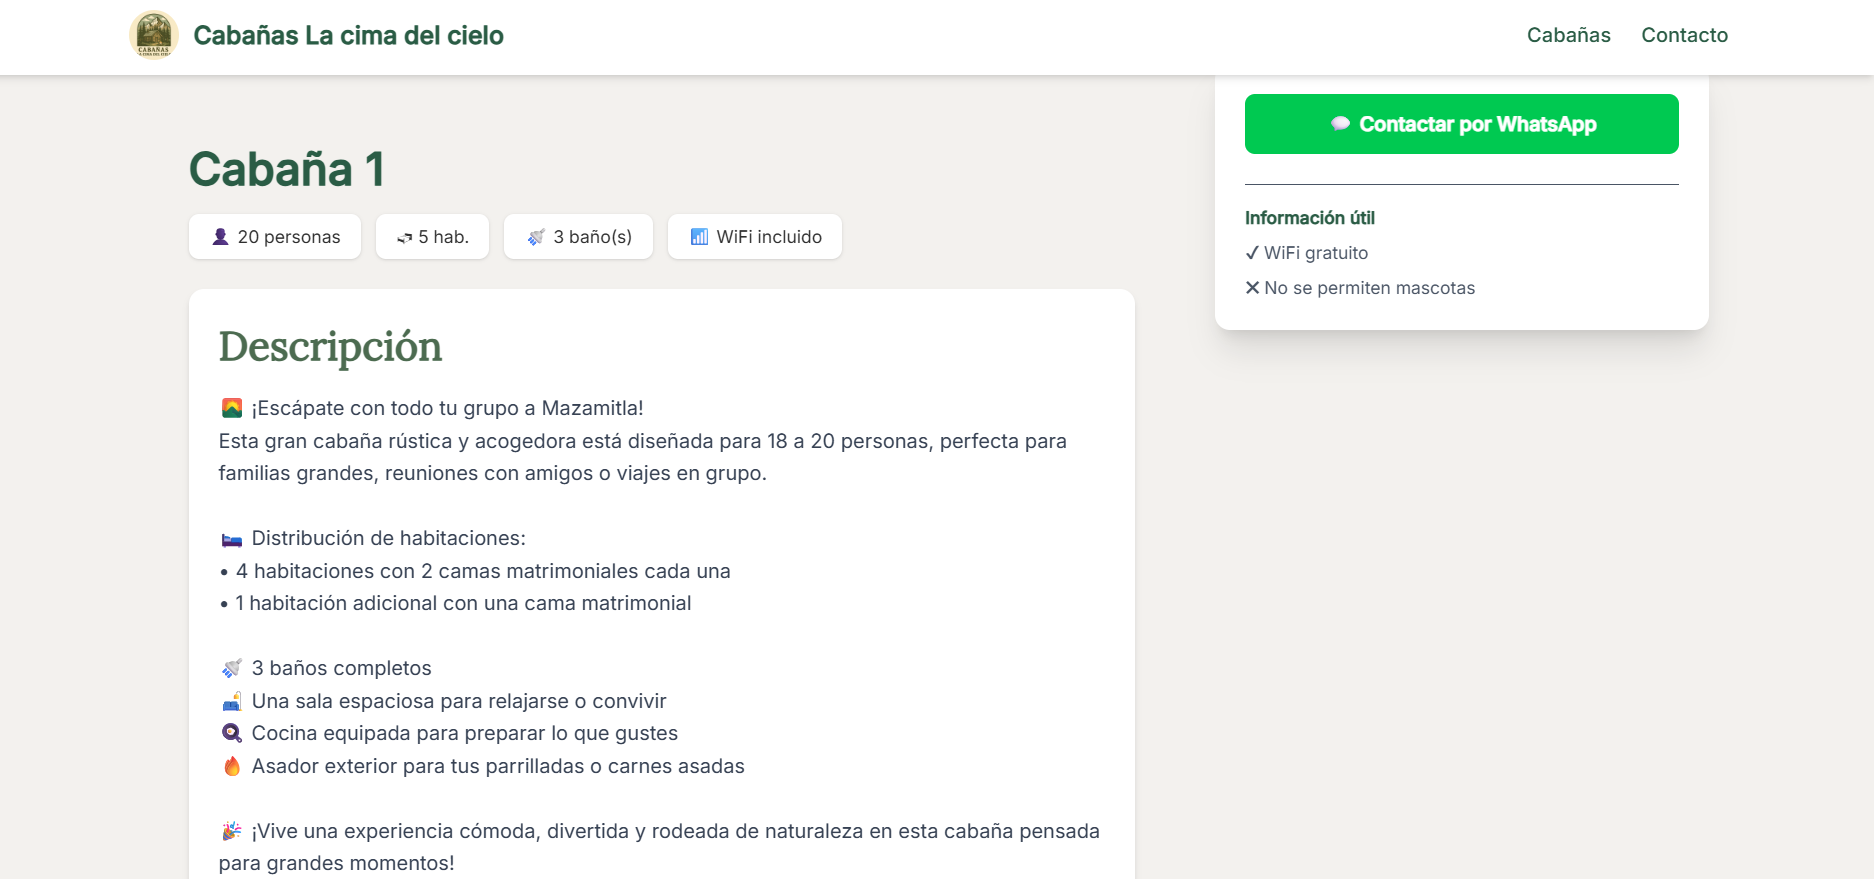 Cabañas La cima del cielo
Cabañas
Contacto
Contactar por WhatsApp
Información útil
✓ WiFi gratuito
✕ No se permiten mascotas
Cabaña 1
20 personas
5 hab.
3 baño(s)
WiFi incluido
Descripción
🌄 ¡Escápate con todo tu grupo a Mazamitla!
Esta gran cabaña rústica y acogedora está diseñada para 18 a 20 personas, perfecta para
familias grandes, reuniones con amigos o viajes en grupo.
🛏️ Distribución de habitaciones:
• 4 habitaciones con 2 camas matrimoniales cada una
• 1 habitación adicional con una cama matrimonial
🚿 3 baños completos
🛋️ Una sala espaciosa para relajarse o convivir
🍳 Cocina equipada para preparar lo que gustes
🔥 Asador exterior para tus parrilladas o carnes asadas
🎉 ¡Vive una experiencia cómoda, divertida y rodeada de naturaleza en esta cabaña pensada
para grandes momentos!